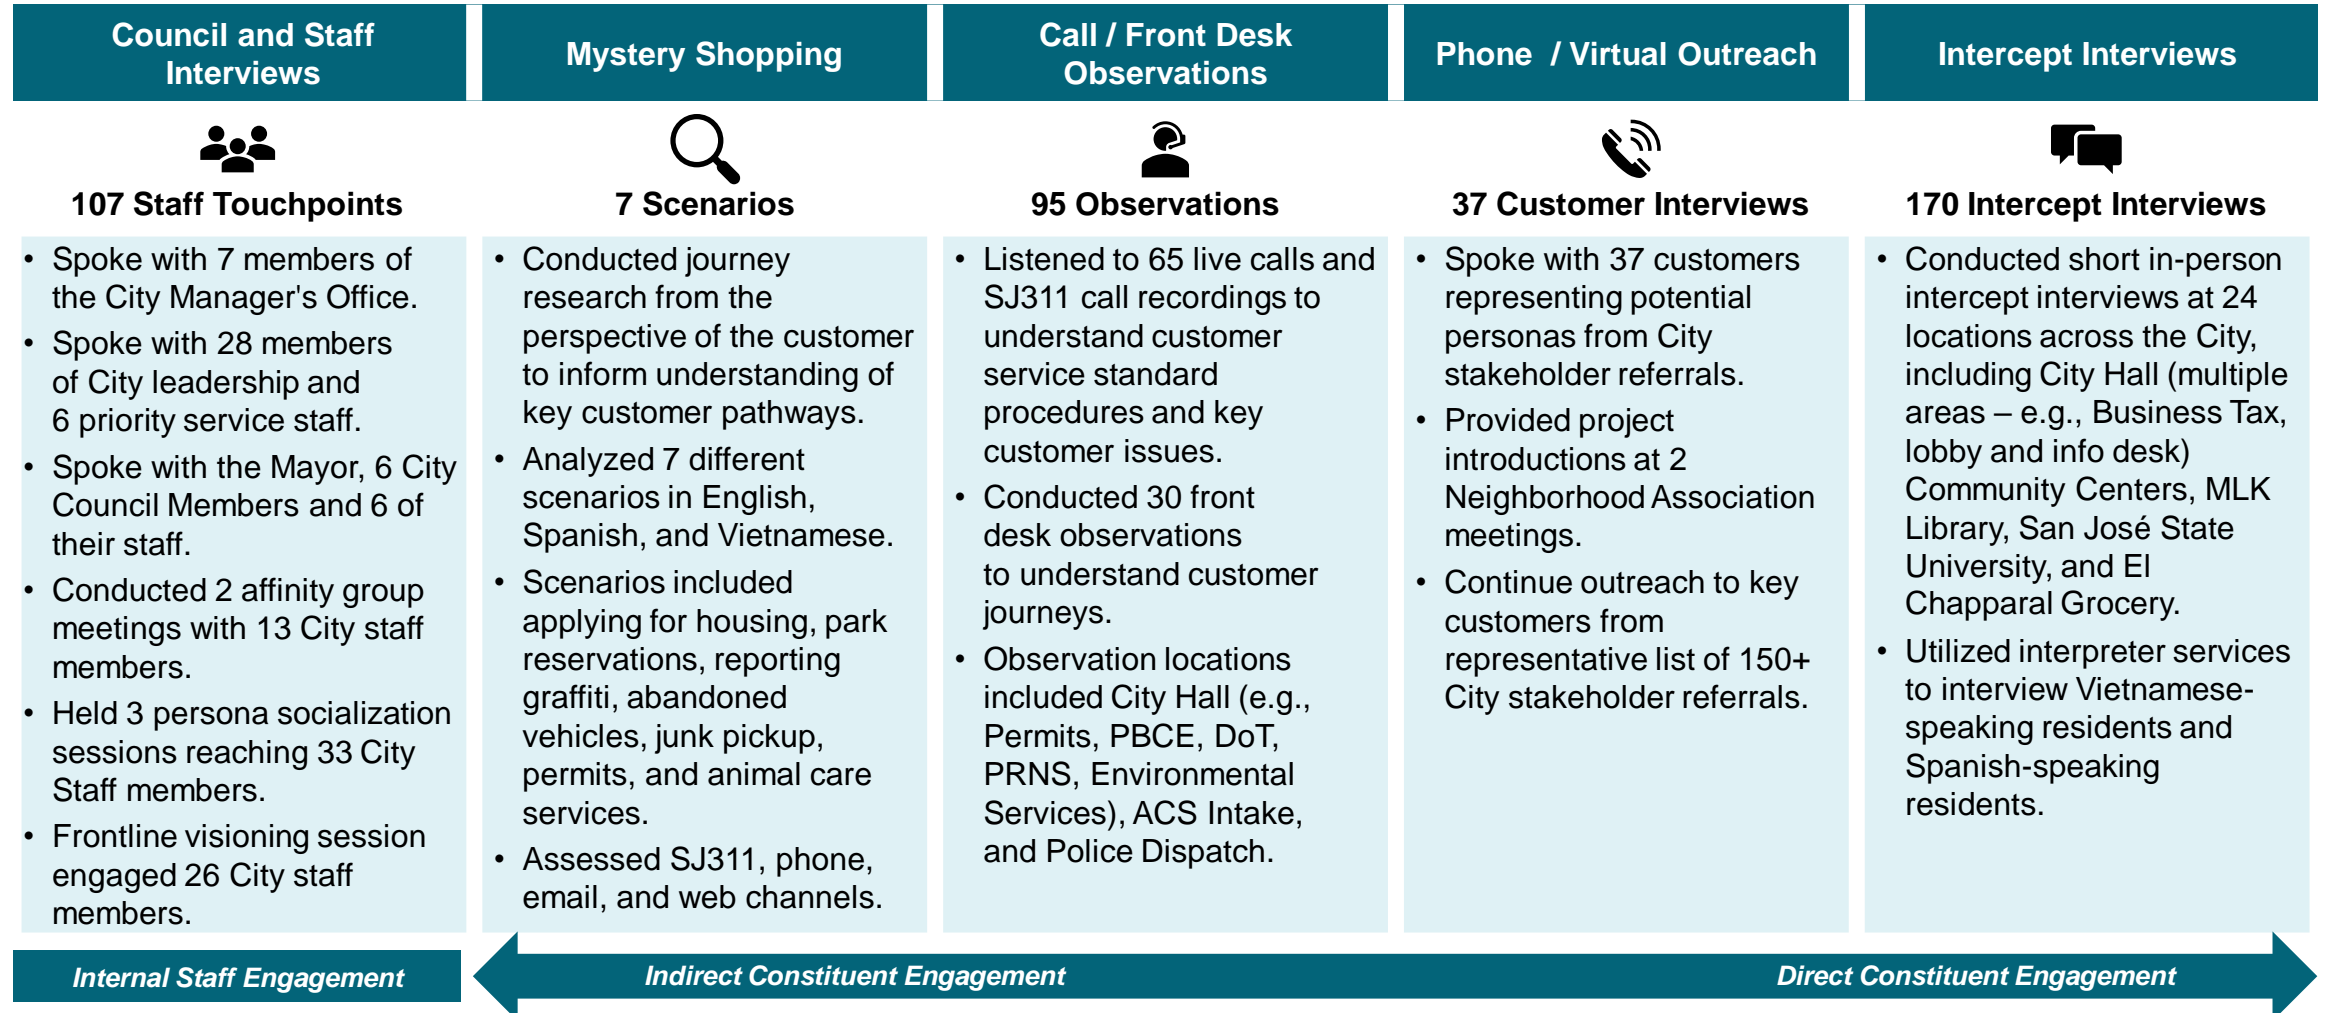 Council and Staff
Interviews
107 Staff Touchpoints
• Spoke with 7 members of
the City Manager's Office.
• Spoke with 28 members
of City leadership and
6 priority service staff.
• Spoke with the Mayor, 6 City
Council Members and 6 of
their staff.
• Conducted 2 affinity group
meetings with 13 City staff
members.
• Held 3 persona socialization
sessions reaching 33 City
Staff members.
• Frontline visioning session
engaged 26 City staff
members.
Mystery Shopping
7 Scenarios
• Conducted journey
research from the
perspective of the customer
to inform understanding of
key customer pathways.
• Analyzed 7 different
scenarios in English,
Spanish, and Vietnamese.
• Scenarios included
applying for housing, park
reservations, reporting
graffiti, abandoned
vehicles, junk pickup,
permits, and animal care
services.
• Assessed SJ311, phone,
email, and web channels.
Call / Front Desk
Observations
95 Observations
• Listened to 65 live calls and
SJ311 call recordings to
understand customer
service standard
procedures and key
customer issues.
• Conducted 30 front
desk observations
to understand customer
journeys.
• Observation locations
included City Hall (e.g.,
Permits, PBCE, DoT,
PRNS, Environmental
Services), ACS Intake,
and Police Dispatch.
Phone / Virtual Outreach
37 Customer Interviews
• Spoke with 37 customers
representing potential
personas from City
stakeholder referrals.
• Provided project
introductions at 2
Neighborhood Association
meetings.
• Continue outreach to key
customers from
representative list of 150+
City stakeholder referrals.
Intercept Interviews
170 Intercept Interviews
• Conducted short in-person
intercept interviews at 24
locations across the City,
including City Hall (multiple
areas – e.g., Business Tax,
lobby and info desk)
Community Centers, MLK
Library, San José State
University, and El
Chapparal Grocery.
• Utilized interpreter services
to interview Vietnamese-
speaking residents and
Spanish-speaking
residents.
Internal Staff Engagement
Indirect Constituent Engagement
Direct Constituent Engagement